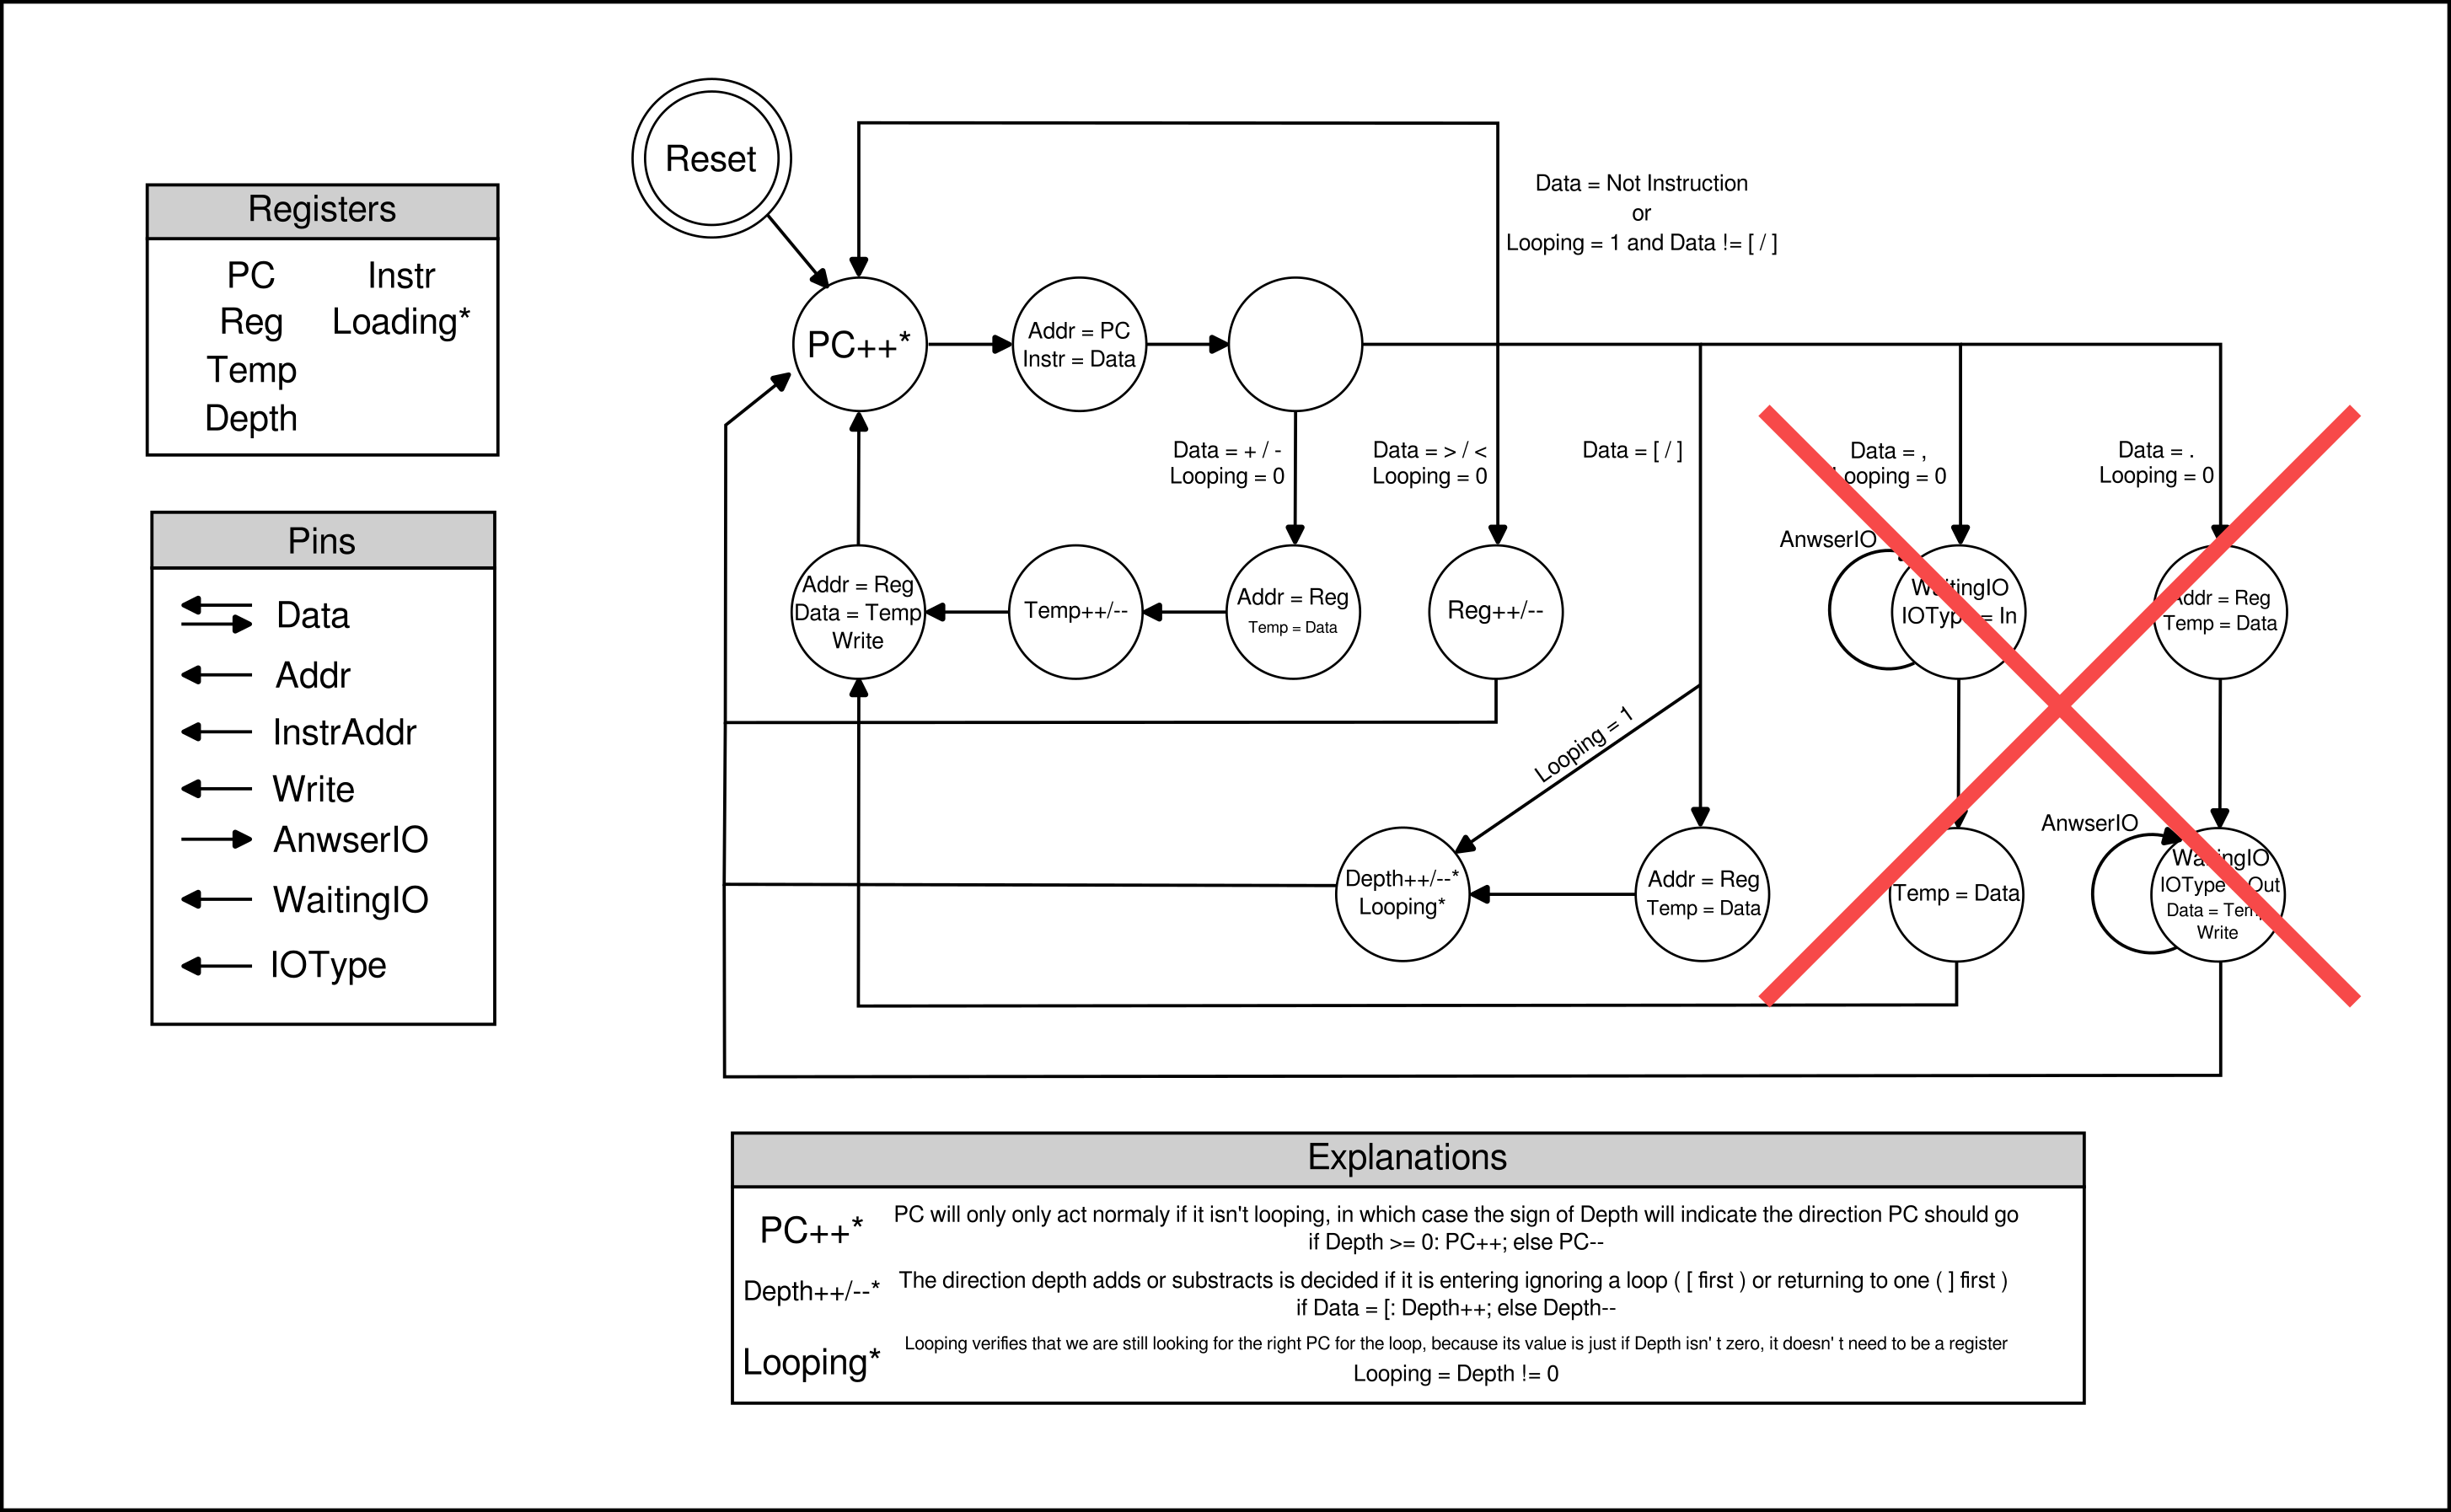 Reset
Registers
PC Instr
Reg Loading*
Temp
Depth
Pins
Data
Addr
InstrAddr
Write
AnwserIO
WaitingIO
IOType
Data = Not Instruction
or
Looping = 1 and Data != [ / ]
PC++*
Addr = PC
Instr = Data
Data = + / -
Looping = 0
Data = > / <
Looping = 0
Data = [ / ]
Data = ,
Looping = 0
Data = .
Looping = 0
Addr = Reg
Data = Temp
Write
Temp++/--
Addr = Reg
Temp = Data
Reg++/--
AnwserIO
WaitingIO
IOType = In
Addr = Reg
Temp = Data
Looping = 1
Depth++/--*
Looping*
Addr = Reg
Temp = Data
Temp = Data
AnwserIO
WaitingIO
IOType = Out
Data = Temp
Write
Explanations
PC++*
PC will only only act normaly if it isn't looping, in which case the sign of Depth will indicate the direction PC should go
if Depth >= 0: PC++; else PC--
Depth++/--*
The direction depth adds or substracts is decided if it is entering ignoring a loop ( [ first ) or returning to one ( ] first )
if Data = [: Depth++; else Depth--
Looping*
Looping verifies that we are still looking for the right PC for the loop, because its value is just if Depth isn' t zero, it doesn' t need to be a register
Looping = Depth != 0